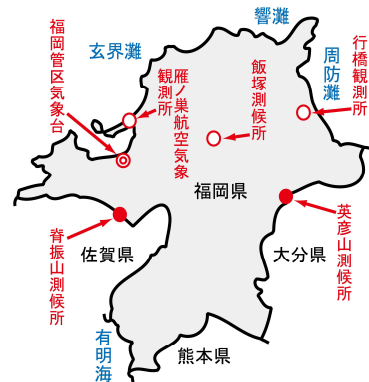 響灘
行橋観測所
周防灘
玄界灘
福岡管区気象台
雁ノ巣航空気象
観測所
飯塚測候所
福岡県
英彦山測候所
脊振山測候所
佐賀県
大分県
有明海
熊本県